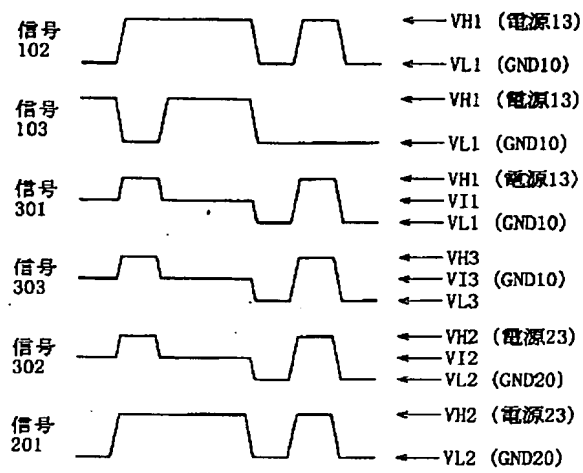 信号
102
VH1 (電源13)
VL1 (GND10)
信号
103
VH1 (電源13)
VL1 (GND10)
信号
301
VH1 (電源13)
VI1
VL1 (GND10)
信号
303
VH3
VI3 (GND10)
VL3
信号
302
VH2 (電源23)
VI2
VL2 (GND20)
信号
201
VH2 (電源23)
VL2 (GND20)